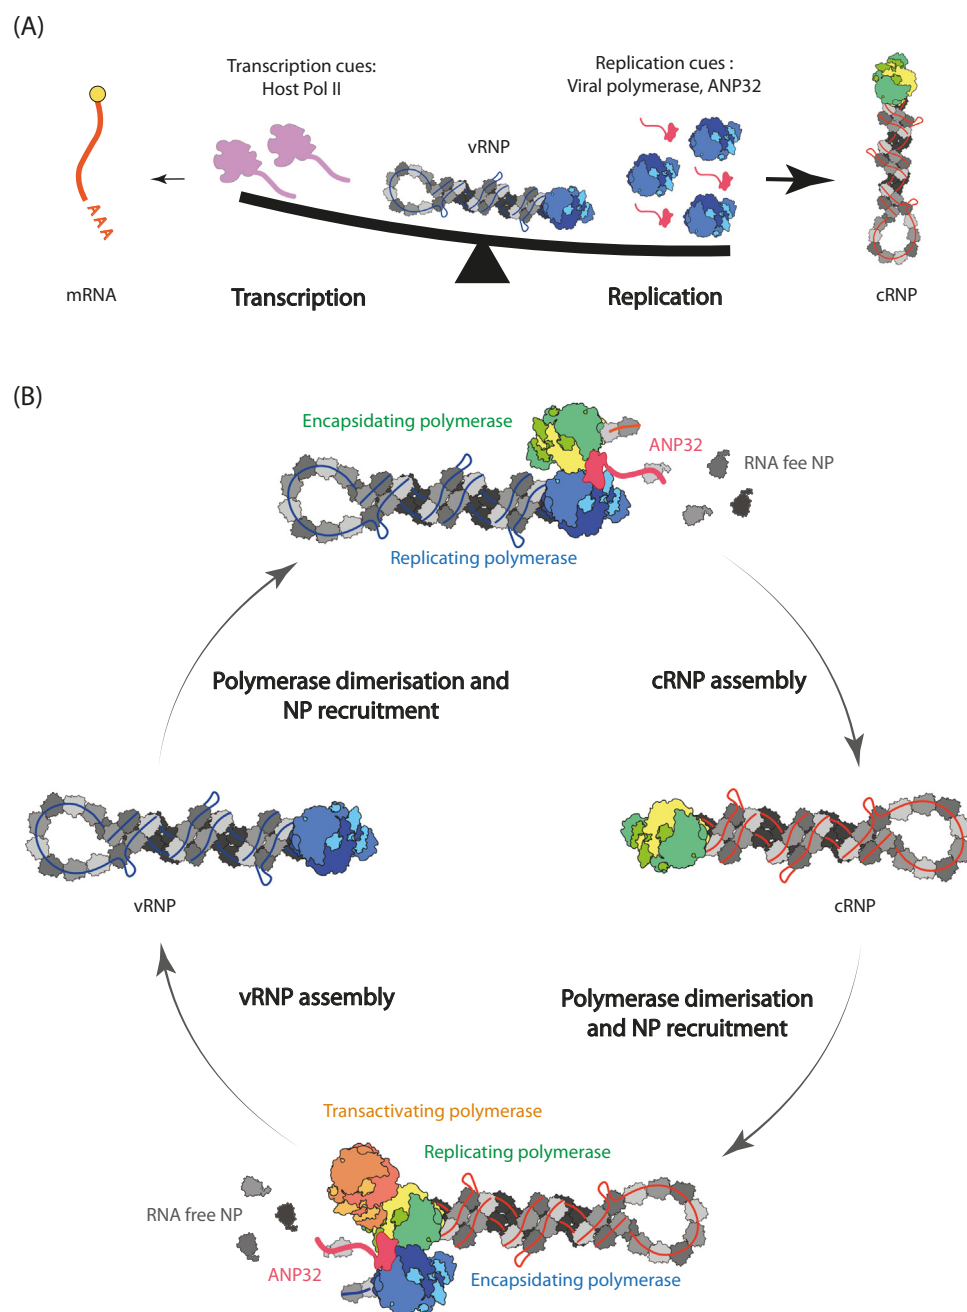 (A)
Transcription cues:
Host Pol II
Replication cues :
Viral polymerase, ANP32
vRNP
AAA
mRNA
Transcription
Replication
cRNP
(B)
Encapsidating polymerase
ANP32
RNA fee NP
Replicating polymerase
Polymerase dimerisation and
NP recruitment
cRNP assembly
vRNP
cRNP
vRNP assembly
Polymerase dimerisation
and NP recruitment
Transactivating polymerase
Replicating polymerase
RNA free NP
ANP32
Encapsidating polymerase